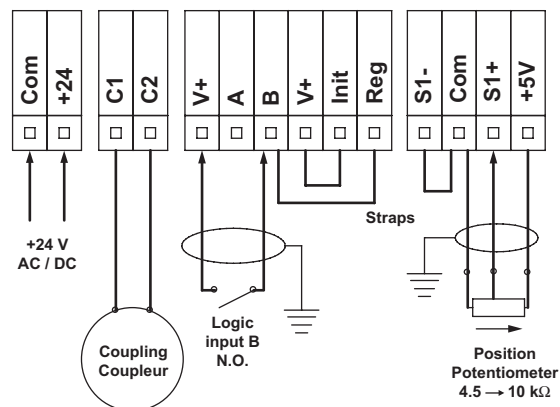 Com
+24
C1
C2
V+
A
B
V+
Init
Reg
S1-
Com
S1+
+5V
+24 V
AC / DC
Straps
Coupling
Coupleur
Logic
input B
N.O.
Position
Potentiometer
4.5 → 10 kΩ